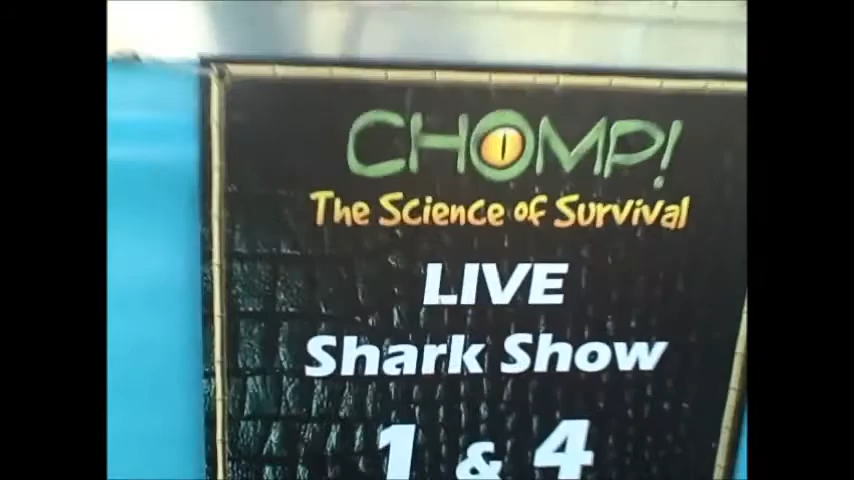 CHOMP!
The Science of Survival
LIVE
Shark Show
1 & 4